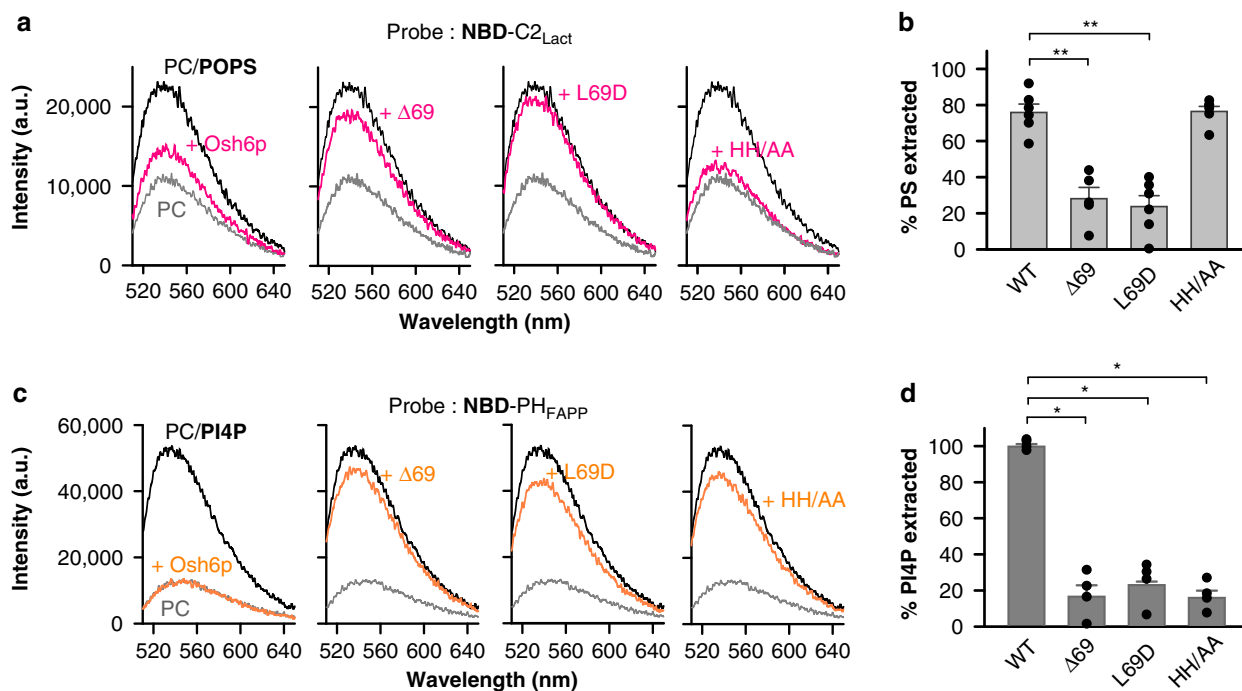 a
Probe : NBD-C2Lact
PC/POPS
+ Osh6p
PC
+ Δ69
+ L69D
+ HH/AA
Intensity (a.u.)
20,000
10,000
0
520 560 600 640
520 560 600 640
520 560 600 640
520 560 600 640
Wavelength (nm)
b
**
**
% PS extracted
100
80
60
40
20
0
WT
Δ69
L69D
HH/AA
c
Probe : NBD-PHFAPP
PC/PI4P
+ Osh6p
PC
+ Δ69
+ L69D
+ HH/AA
Intensity (a.u.)
60,000
40,000
20,000
0
520 560 600 640
520 560 600 640
520 560 600 640
520 560 600 640
Wavelength (nm)
d
*
*
*
% PI4P extracted
100
80
60
40
20
0
WT
Δ69
L69D
HH/AA